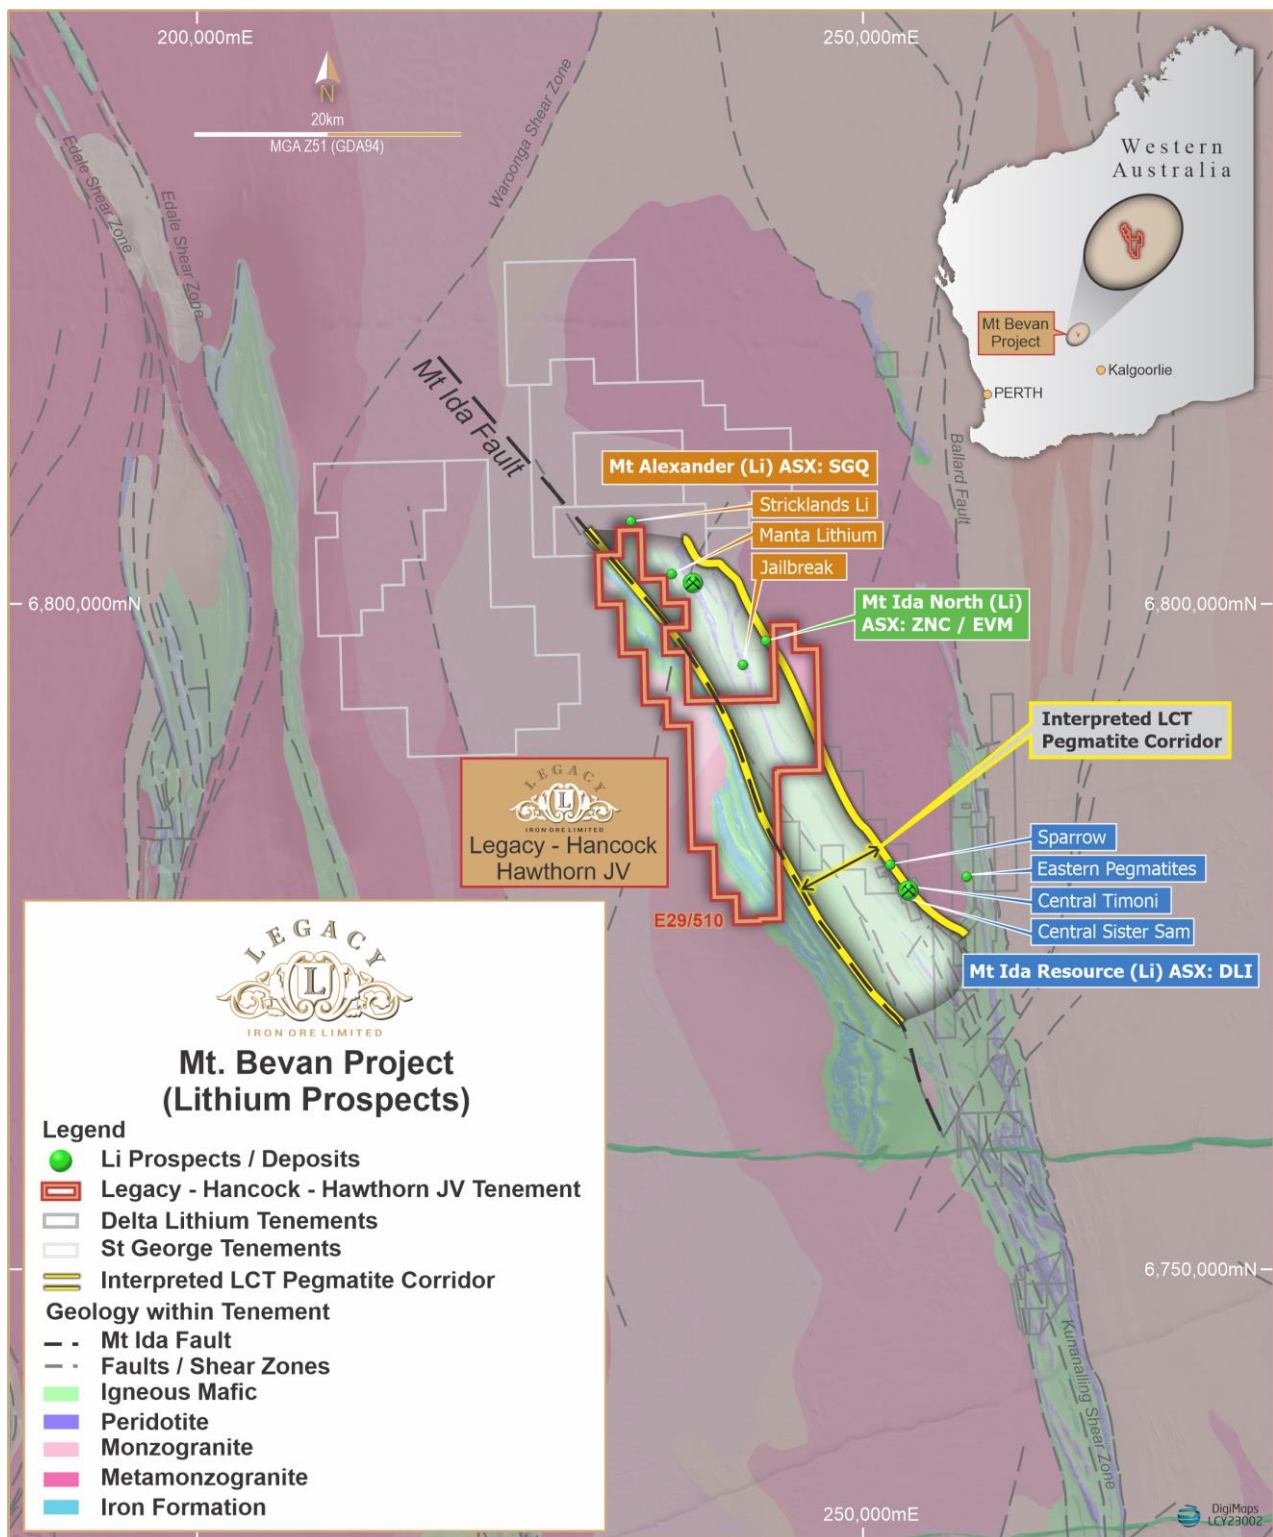 200,000mE
250,000mE
N
20km
MGA Z51 (GDA94)
Edale Shear Zone
Edale Shear Zone
Waroonga Shear Zone
Western
Australia
Mt Bevan
Project
Kalgoorlie
PERTH
Mt Ida Fault
Ballard Fault
Mt Alexander (Li) ASX: SGQ
Stricklands Li
Manta Lithium
Jailbreak
6,800,000mN
6,800,000mN
Mt Ida North (Li)
ASX: ZNC / EVM
Interpreted LCT
Pegmatite Corridor
LEGACY
L
IRON ORE LIMITED
Legacy - Hancock
Hawthorn JV
Sparrow
Eastern Pegmatites
Central Timoni
Central Sister Sam
E29/510
Mt Ida Resource (Li) ASX: DLI
LEGACY
L
IRON ORE LIMITED
Mt. Bevan Project
(Lithium Prospects)
Legend
Li Prospects / Deposits
Legacy - Hancock - Hawthorn JV Tenement
Delta Lithium Tenements
St George Tenements
Interpreted LCT Pegmatite Corridor
Geology within Tenement
Mt Ida Fault
Faults / Shear Zones
Igneous Mafic
Peridotite
Monzogranite
Metamonzogranite
Iron Formation
6,750,000mN
Kunanalling Shear Zone
250,000mE
DigiMaps
LCY23002